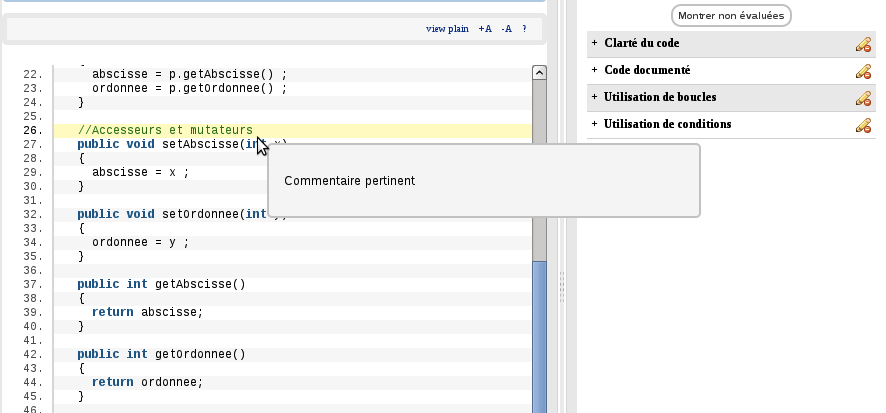 view plain +A -A ?
22. abscisse = p.getAbscisse() ;
23. ordonnee = p.getOrdonnee() ;
24. }
25.
26. //Accesseurs et mutateurs
27. public void setAbscisse(int x)
28. {
29. abscisse = x ;
30. }
31.
32. public void setOrdonnee(int y)
33. {
34. ordonnee = y ;
35. }
36.
37. public int getAbscisse()
38. {
39. return abscisse;
40. }
41.
42. public int getOrdonnee()
43. {
44. return ordonnee;
45. }
46.
Commentaire pertinent
Montrer non évaluées
+ Clarté du code
+ Code documenté
+ Utilisation de boucles
+ Utilisation de conditions